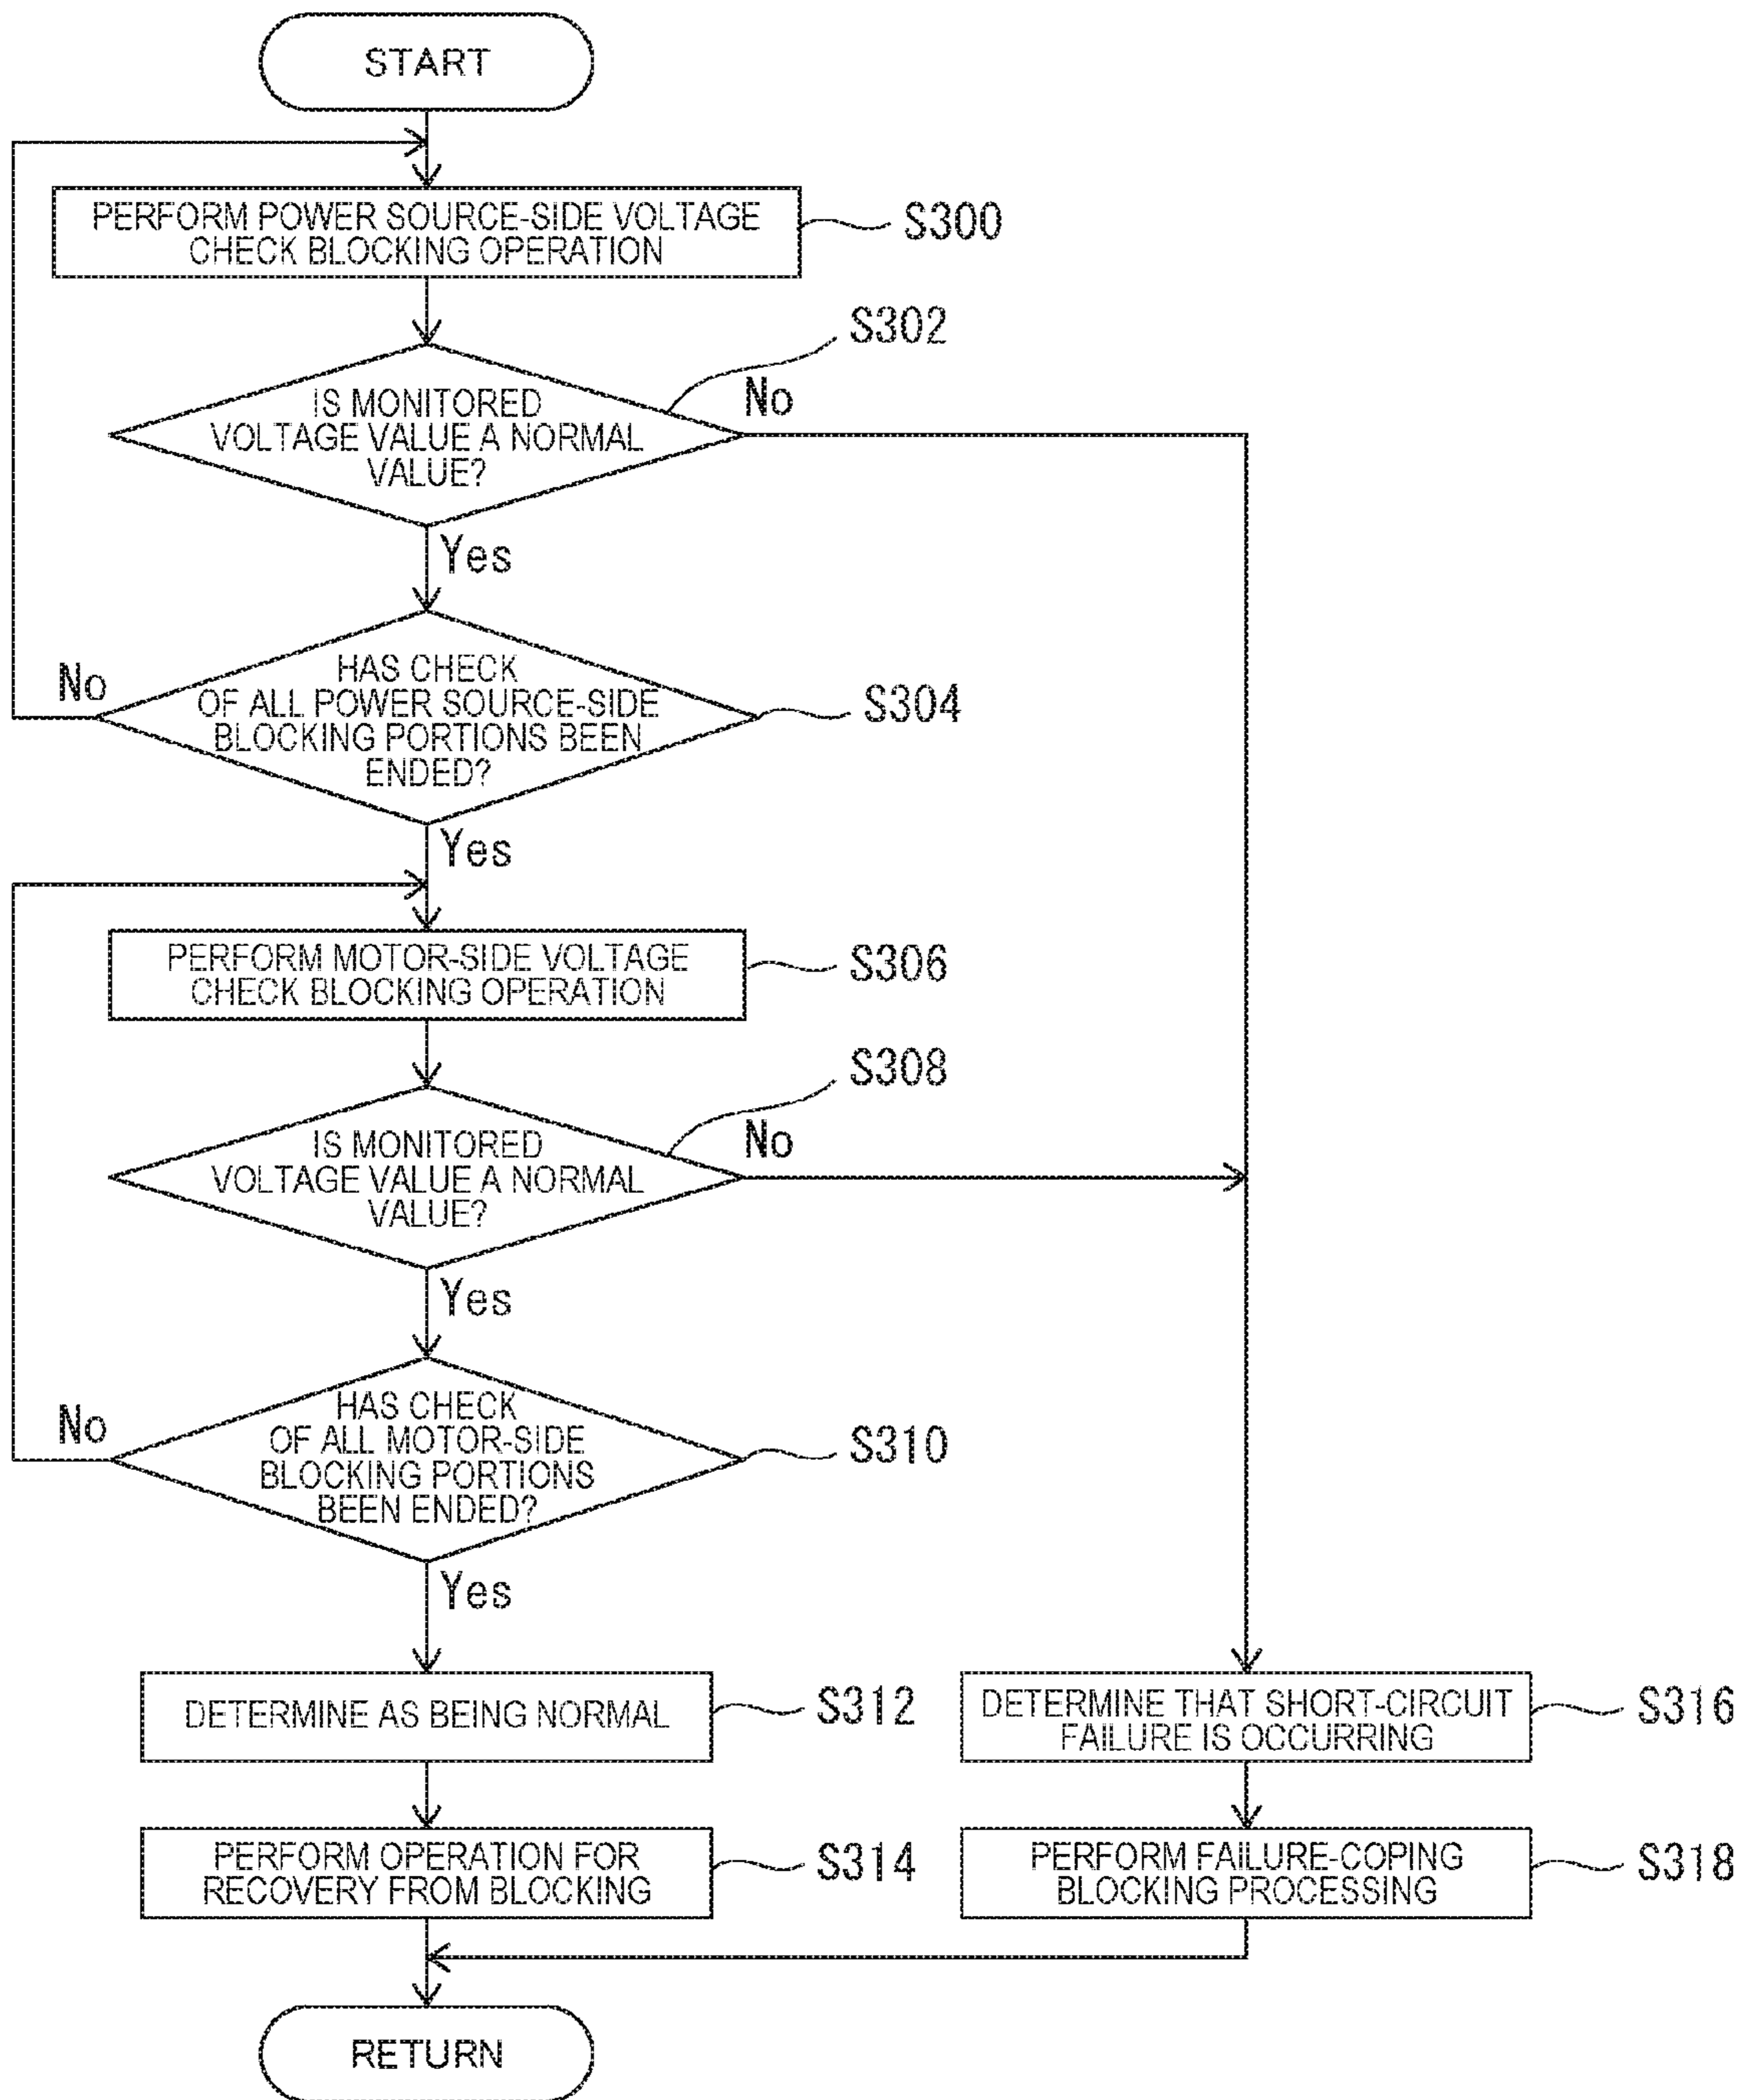 START
PERFORM POWER SOURCE-SIDE VOLTAGE
CHECK BLOCKING OPERATION
S300
S302
IS MONITORED
VOLTAGE VALUE A NORMAL
VALUE?
No
Yes
HAS CHECK
OF ALL POWER SOURCE-SIDE
BLOCKING PORTIONS BEEN
ENDED?
No
S304
Yes
PERFORM MOTOR-SIDE VOLTAGE
CHECK BLOCKING OPERATION
S306
S308
IS MONITORED
VOLTAGE VALUE A NORMAL
VALUE?
No
Yes
HAS CHECK
OF ALL MOTOR-SIDE
BLOCKING PORTIONS
BEEN ENDED?
No
S310
Yes
DETERMINE AS BEING NORMAL
S312
DETERMINE THAT SHORT-CIRCUIT
FAILURE IS OCCURRING
S316
PERFORM OPERATION FOR
RECOVERY FROM BLOCKING
S314
PERFORM FAILURE-COPING
BLOCKING PROCESSING
S318
RETURN